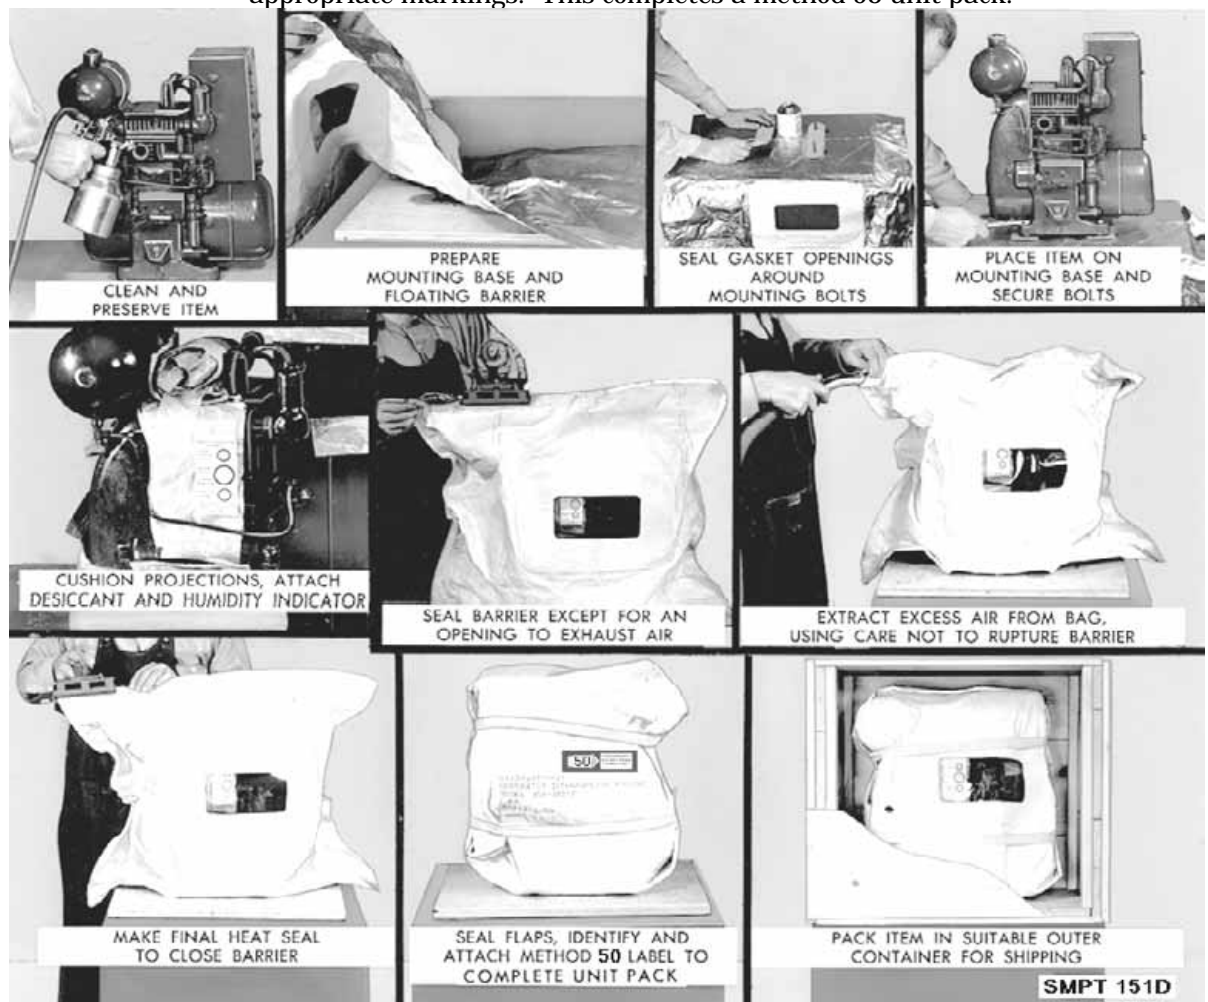 appropriate markings. This completes a method unit pack.
CLEAN AND
PRESERVE ITEM
PREPARE
MOUNTING BASE AND
FLOATING BARRIER
SEAL GASKET OPENINGS
AROUND
MOUNTING BOLTS
PLACE ITEM ON
MOUNTING BASE AND
SECURE BOLTS
CUSHION PROJECTIONS, ATTACH
DESICCANT AND HUMIDITY INDICATOR
SEAL BARRIER EXCEPT FOR AN
OPENING TO EXHAUST AIR
EXTRACT EXCESS AIR FROM BAG,
USING CARE NOT TO RUPTURE BARRIER
MAKE FINAL HEAT SEAL
TO CLOSE BARRIER
50
SEAL FLAPS, IDENTIFY AND
ATTACH METHOD 50 LABEL TO
COMPLETE UNIT PACK
PACK ITEM IN SUITABLE OUTER
CONTAINER FOR SHIPPING
SMPT 151D